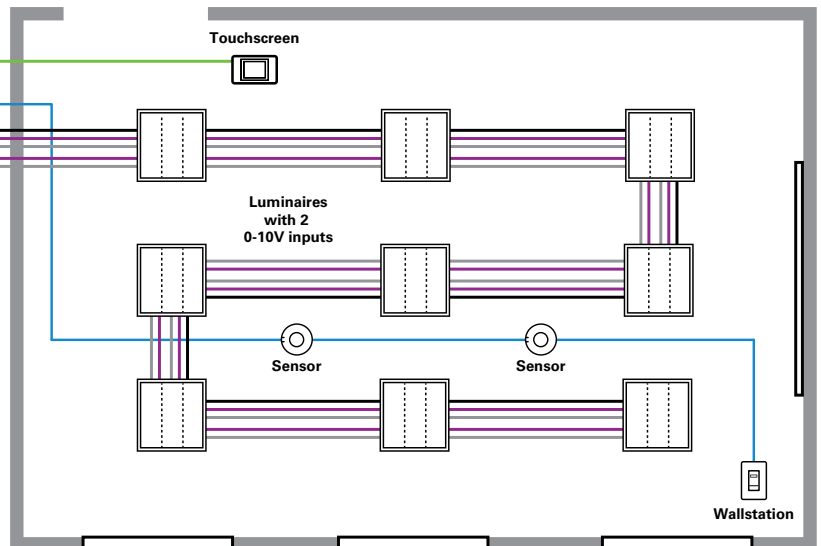 Touchscreen
Luminaires
with 2
0-10V inputs
Sensor
Sensor
Wallstation